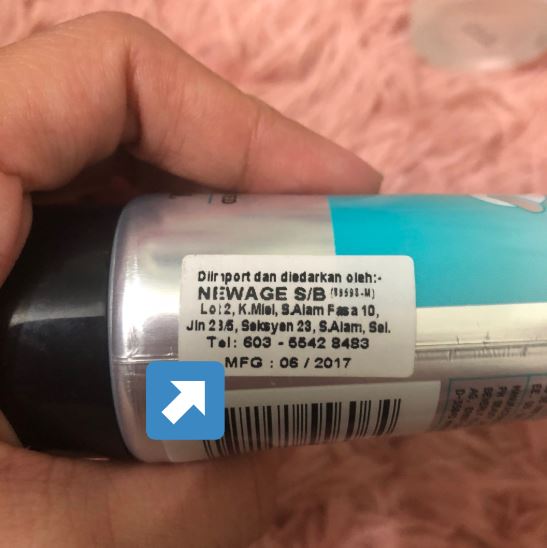 Diimport dan diedarkan oleh:-
NEWAGE S/B
Lot 2, K.Miel, S.Alam Fasa 10,
Jln 23/5, Seksyen 23, S.Alam, Sel.
Tel: 603 - 5542 8483
MFG : 06 / 2017